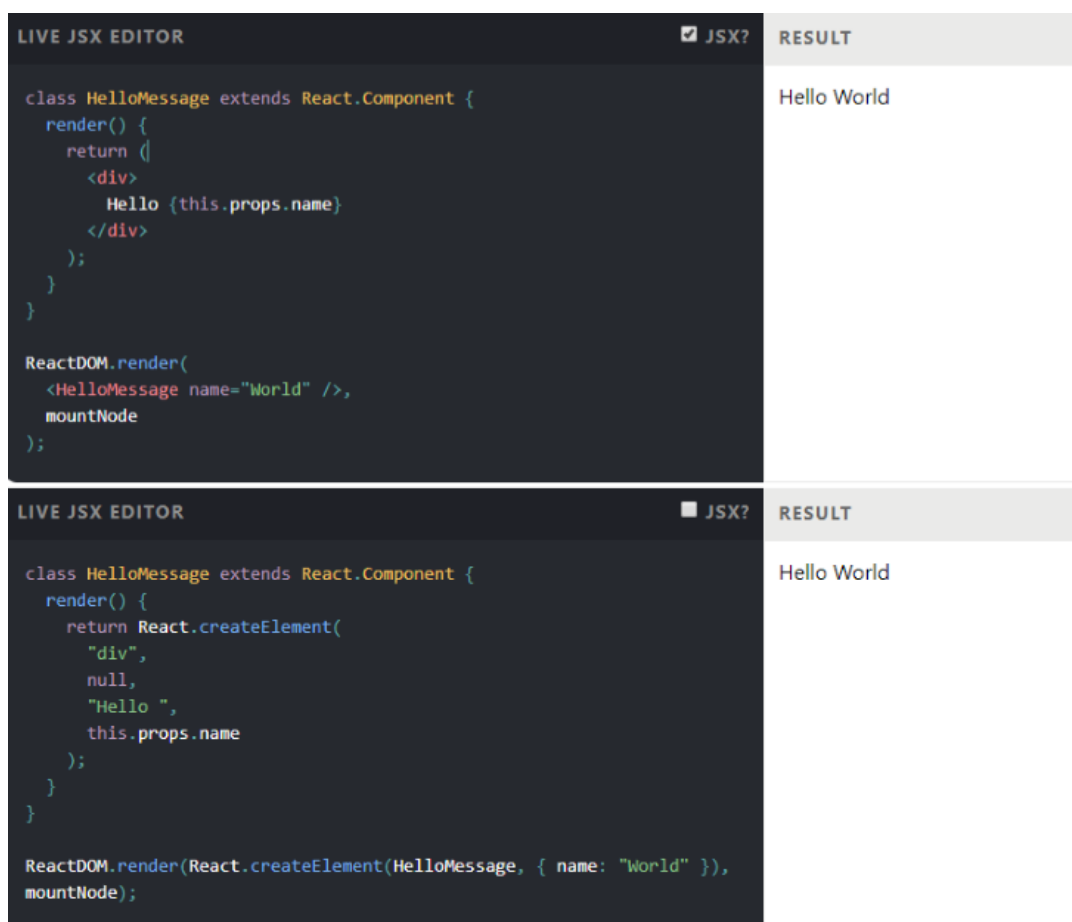 LIVE JSX EDITOR JSX? RESULT
class HelloMessage extends React.Component {
  render() {
    return (
      <div>
        Hello {this.props.name}
      </div>
    );
  }
}
ReactDOM.render(
  <HelloMessage name="World" />,
  mountNode
);
Hello World
LIVE JSX EDITOR JSX? RESULT
class HelloMessage extends React.Component {
  render() {
    return React.createElement(
      "div",
      null,
      "Hello ",
      this.props.name
    );
  }
}
ReactDOM.render(React.createElement(HelloMessage, { name: "World" }),
mountNode);
Hello World